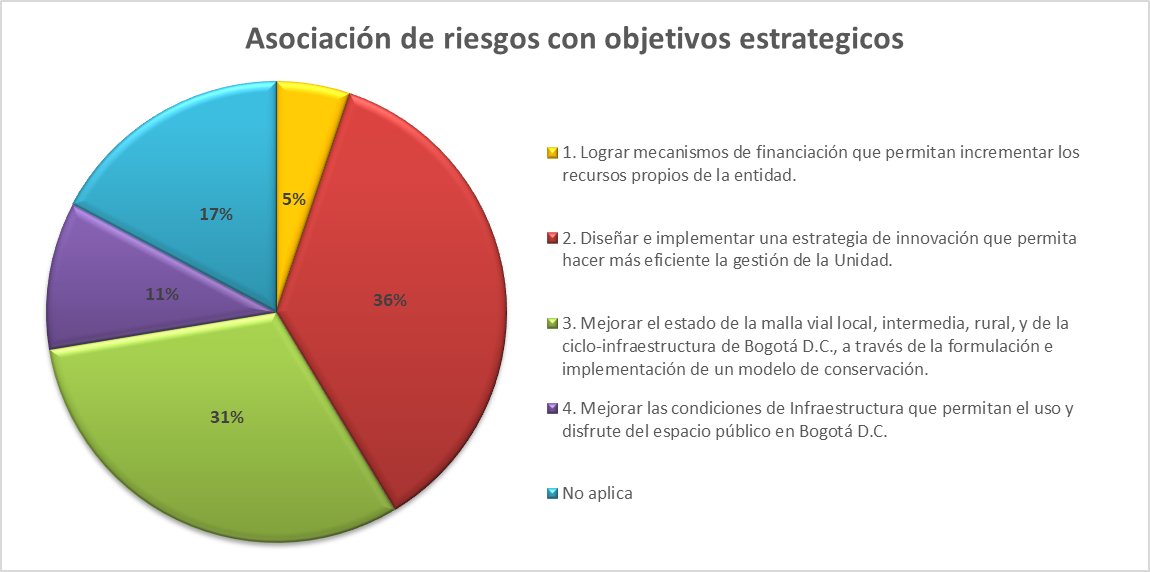 Asociación de riesgos con objetivos estrategicos
5%
36%
31%
11%
17%
1. Lograr mecanismos de financiación que permitan incrementar los
recursos propios de la entidad.
2. Diseñar e implementar una estrategia de innovación que permita
hacer más eficiente la gestión de la Unidad.
3. Mejorar el estado de la malla vial local, intermedia, rural, y de la
ciclo-infraestructura de Bogotá D.C., a través de la formulación e
implementación de un modelo de conservación.
4. Mejorar las condiciones de Infraestructura que permitan el uso y
disfrute del espacio público en Bogotá D.C.
No aplica